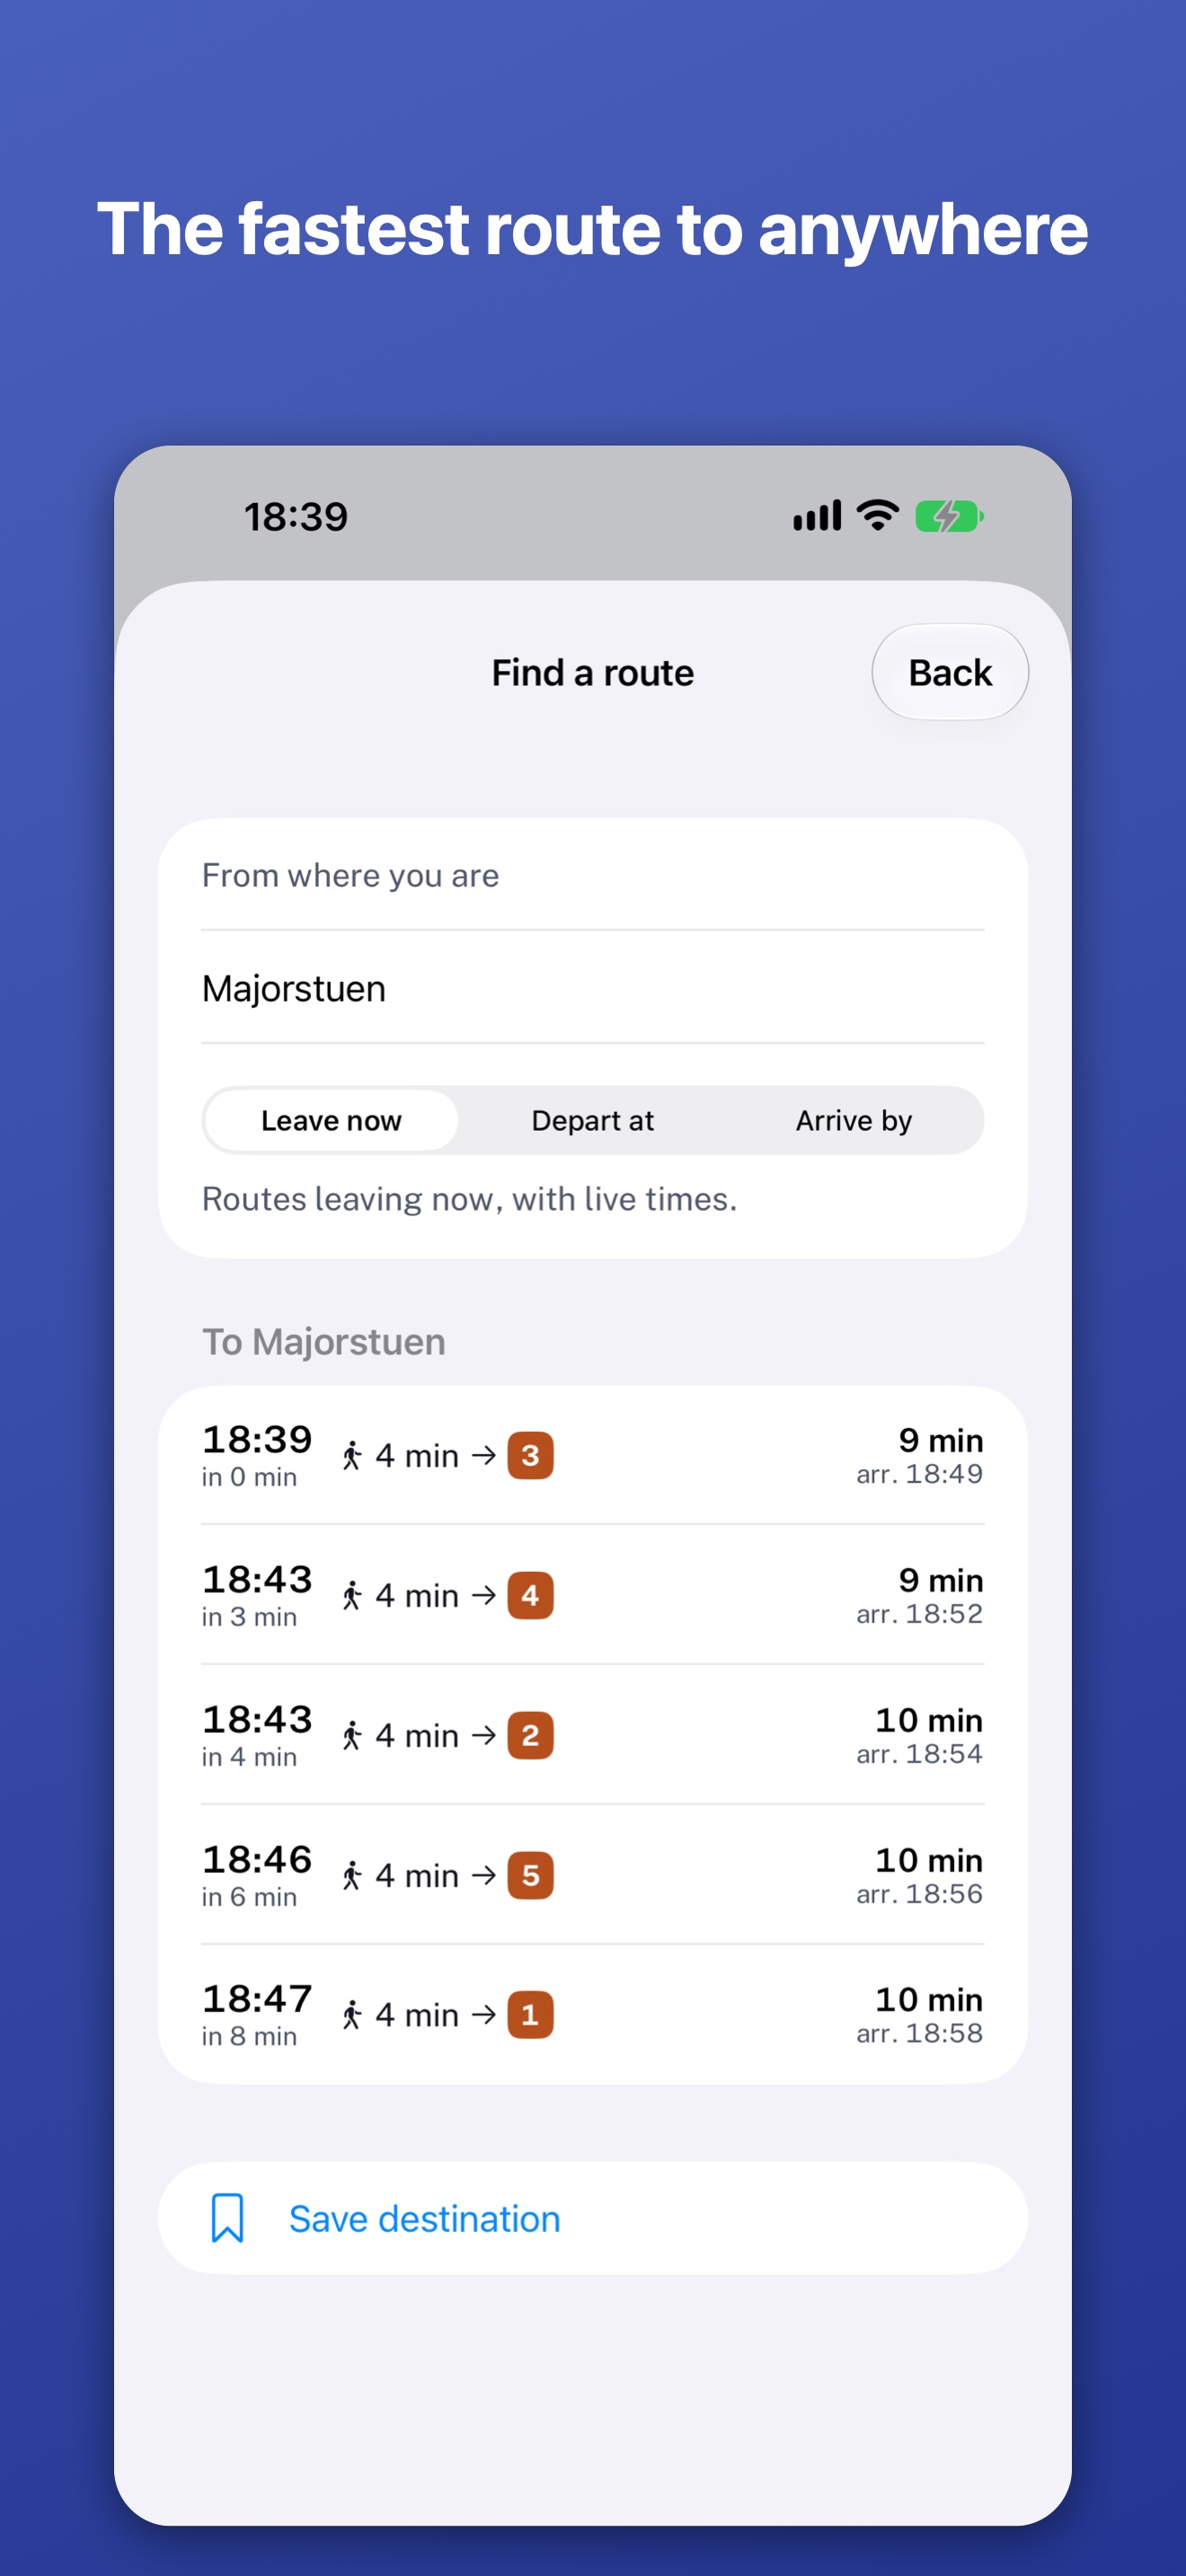 The fastest route to anywhere
18:39
Find a route
Back
From where you are
Majorstuen
Leave now Depart at Arrive by
Routes leaving now, with live times.
To Majorstuen
18:39 4 min → 3 9 min
in 0 min arr. 18:49
18:43 4 min → 4 9 min
in 3 min arr. 18:52
18:43 4 min → 2 10 min
in 4 min arr. 18:54
18:46 4 min → 5 10 min
in 6 min arr. 18:56
18:47 4 min → 1 10 min
in 8 min arr. 18:58
Save destination